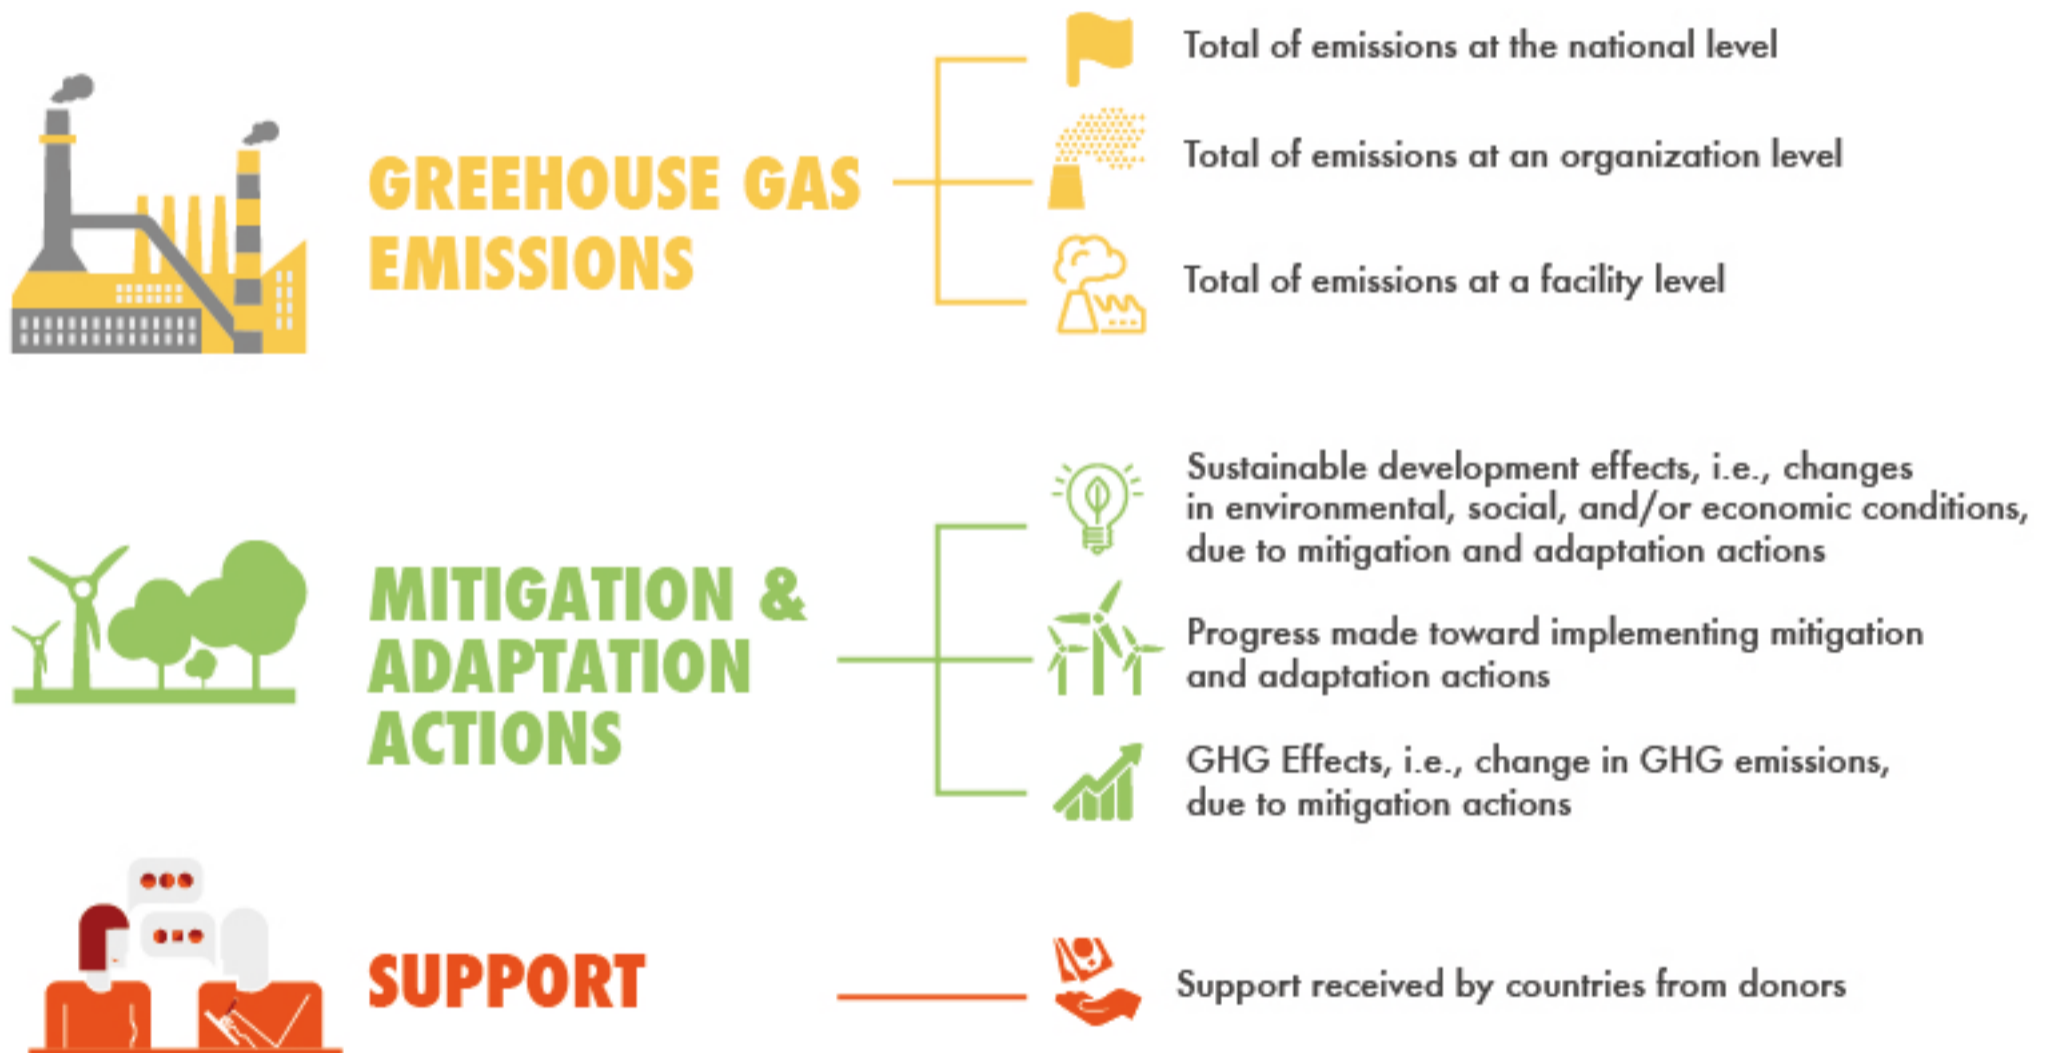 GREEHOUSE GAS
EMISSIONS
Total of emissions at the national level
Total of emissions at an organization level
Total of emissions at a facility level
MITIGATION &
ADAPTATION
ACTIONS
Sustainable development effects, i.e., changes
in environmental, social, and/or economic conditions,
due to mitigation and adaptation actions
Progress made toward implementing mitigation
and adaptation actions
GHG Effects, i.e., change in GHG emissions,
due to mitigation actions
SUPPORT
Support received by countries from donors